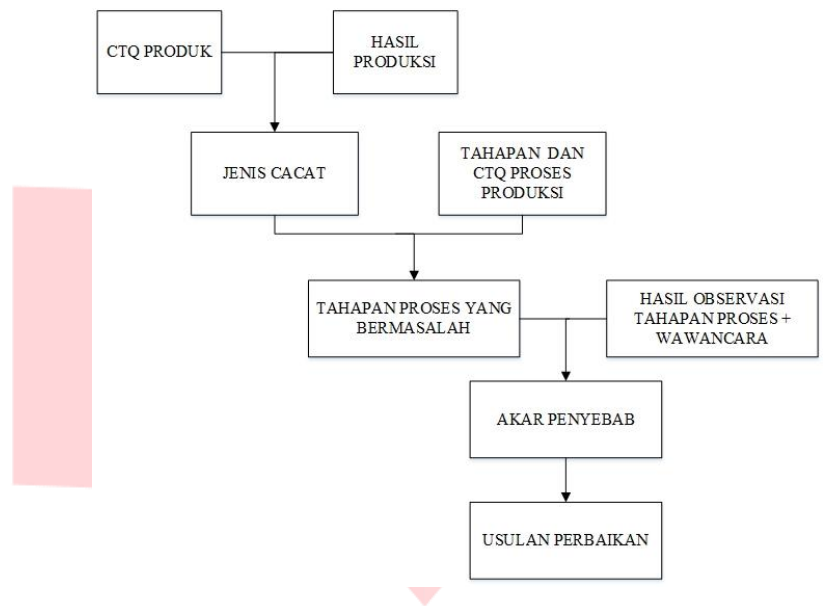 CTQ PRODUK
HASIL
PRODUKSI
JENIS CACAT
TAHAPAN DAN
CTQ PROSES
PRODUKSI
TAHAPAN PROSES YANG
BERMASALAH
HASIL OBSERVASI
TAHAPAN PROSES +
WAWANCARA
AKAR PENYEBAB
USULAN PERBAIKAN